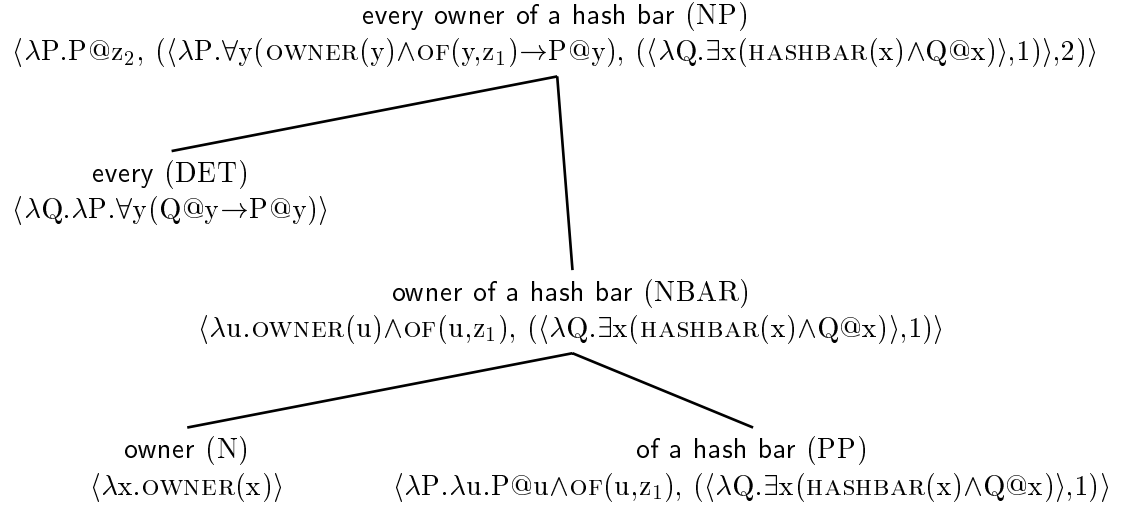 every owner of a hash bar (NP)
⟨λP.P@z₂, (⟨λP.∀y(OWNER(y)∧OF(y,z₁)→P@y), (⟨λQ.∃x(HASHBAR(x)∧Q@x)⟩,1)⟩,2)⟩
every (DET)
⟨λQ.λP.∀y(Q@y→P@y)⟩
owner of a hash bar (NBAR)
⟨λu.OWNER(u)∧OF(u,z₁), (⟨λQ.∃x(HASHBAR(x)∧Q@x)⟩,1)⟩
owner (N)
of a hash bar (PP)
⟨λx.OWNER(x)⟩
⟨λP.λu.P@u∧OF(u,z₁), (⟨λQ.∃x(HASHBAR(x)∧Q@x)⟩,1)⟩